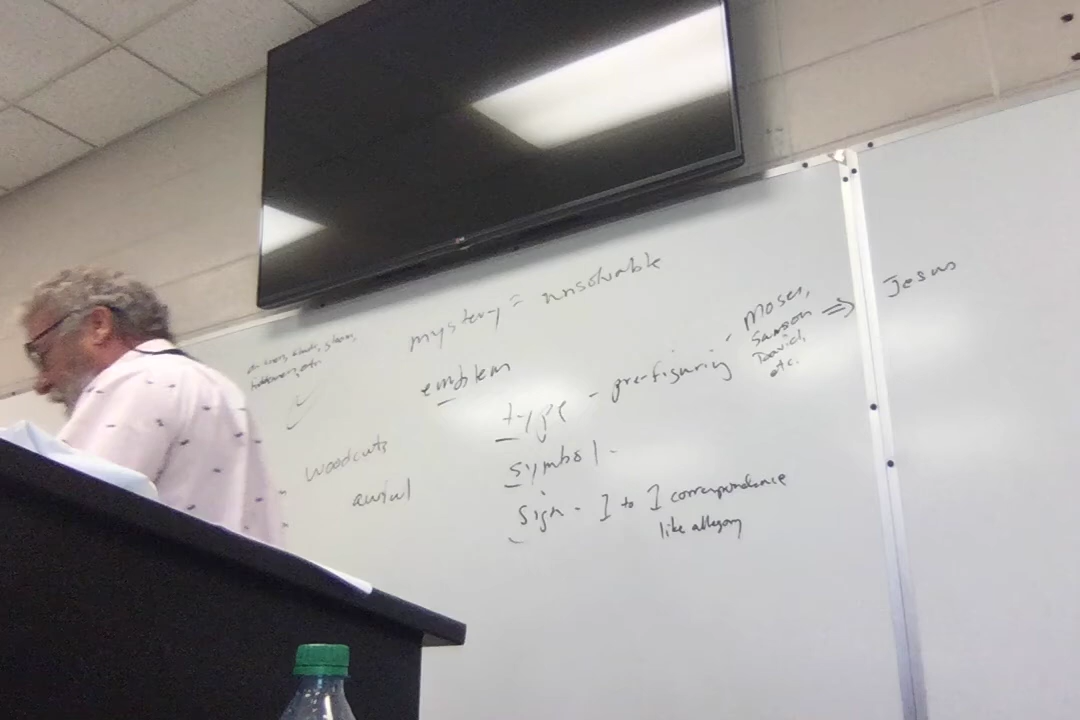 mystery = unsolvable
emblem
type - pre-figuring - Moses,
Samson
David,
etc.
⇒ Jesus
symbol.
sign - 1 to 1 correspondence
like allegory
woodcuts
awful